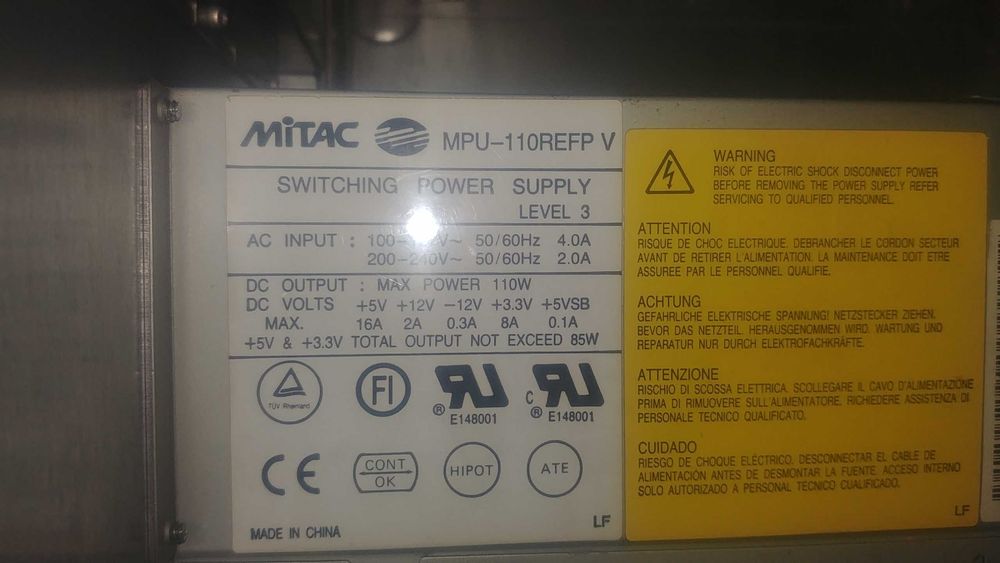 MiTAC MPU-110REFP V
SWITCHING POWER SUPPLY
LEVEL 3
AC INPUT : 100- V~ 50/60Hz 4.0A
200-240V~ 50/60Hz 2.0A
DC OUTPUT : MAX POWER 110W
DC VOLTS +5V +12V -12V +3.3V +5VSB
MAX. 16A 2A 0.3A 8A 0.1A
+5V & +3.3V TOTAL OUTPUT NOT EXCEED 85W
TÜV Rheinland
FI
® E148001
C ® E148001
CE
CONT
OK
HIPOT
ATE
MADE IN CHINA
LF
WARNING
RISK OF ELECTRIC SHOCK DISCONNECT POWER
BEFORE REMOVING THE POWER SUPPLY REFER
SERVICING TO QUALIFIED PERSONNEL.
ATTENTION
RISQUE DE CHOC ELECTRIQUE. DEBRANCHER LE CORDON SECTEUR
AVANT DE RETIRER L'ALIMENTATION. LA MAINTENANCE DOIT ETRE
ASSUREE PAR LE PERSONNEL QUALIFIE.
ACHTUNG
GEFAHRLICHE ELEKTRISCHE SPANNUNG! NETZSTECKER ZIEHEN,
BEVOR DAS NETZTEIL HERAUSGENOMMEN WIRD. WARTUNG UND
REPARATUR NUR DURCH ELEKTROFACHKRÄFTE.
ATTENZIONE
RISCHIO DI SCOSSA ELETTRICA. SCOLLEGARE IL CAVO D'ALIMENTAZIONE
PRIMA DI RIMUOVERE SULL'ALIMENTATORE. RICHIEDERE ASSISTENZA DI
PERSONALE TECNICO QUALIFICATO.
CUIDADO
RIESGO DE CHOQUE ELÉCTRICO. DESCONECTAR EL CABLE DE
ALIMENTACIÓN ANTES DE DESMONTAR LA FUENTE. ACCESO INTERNO
SOLO AUTORIZADO A PERSONAL TECNICO CUALIFICADO.
LF